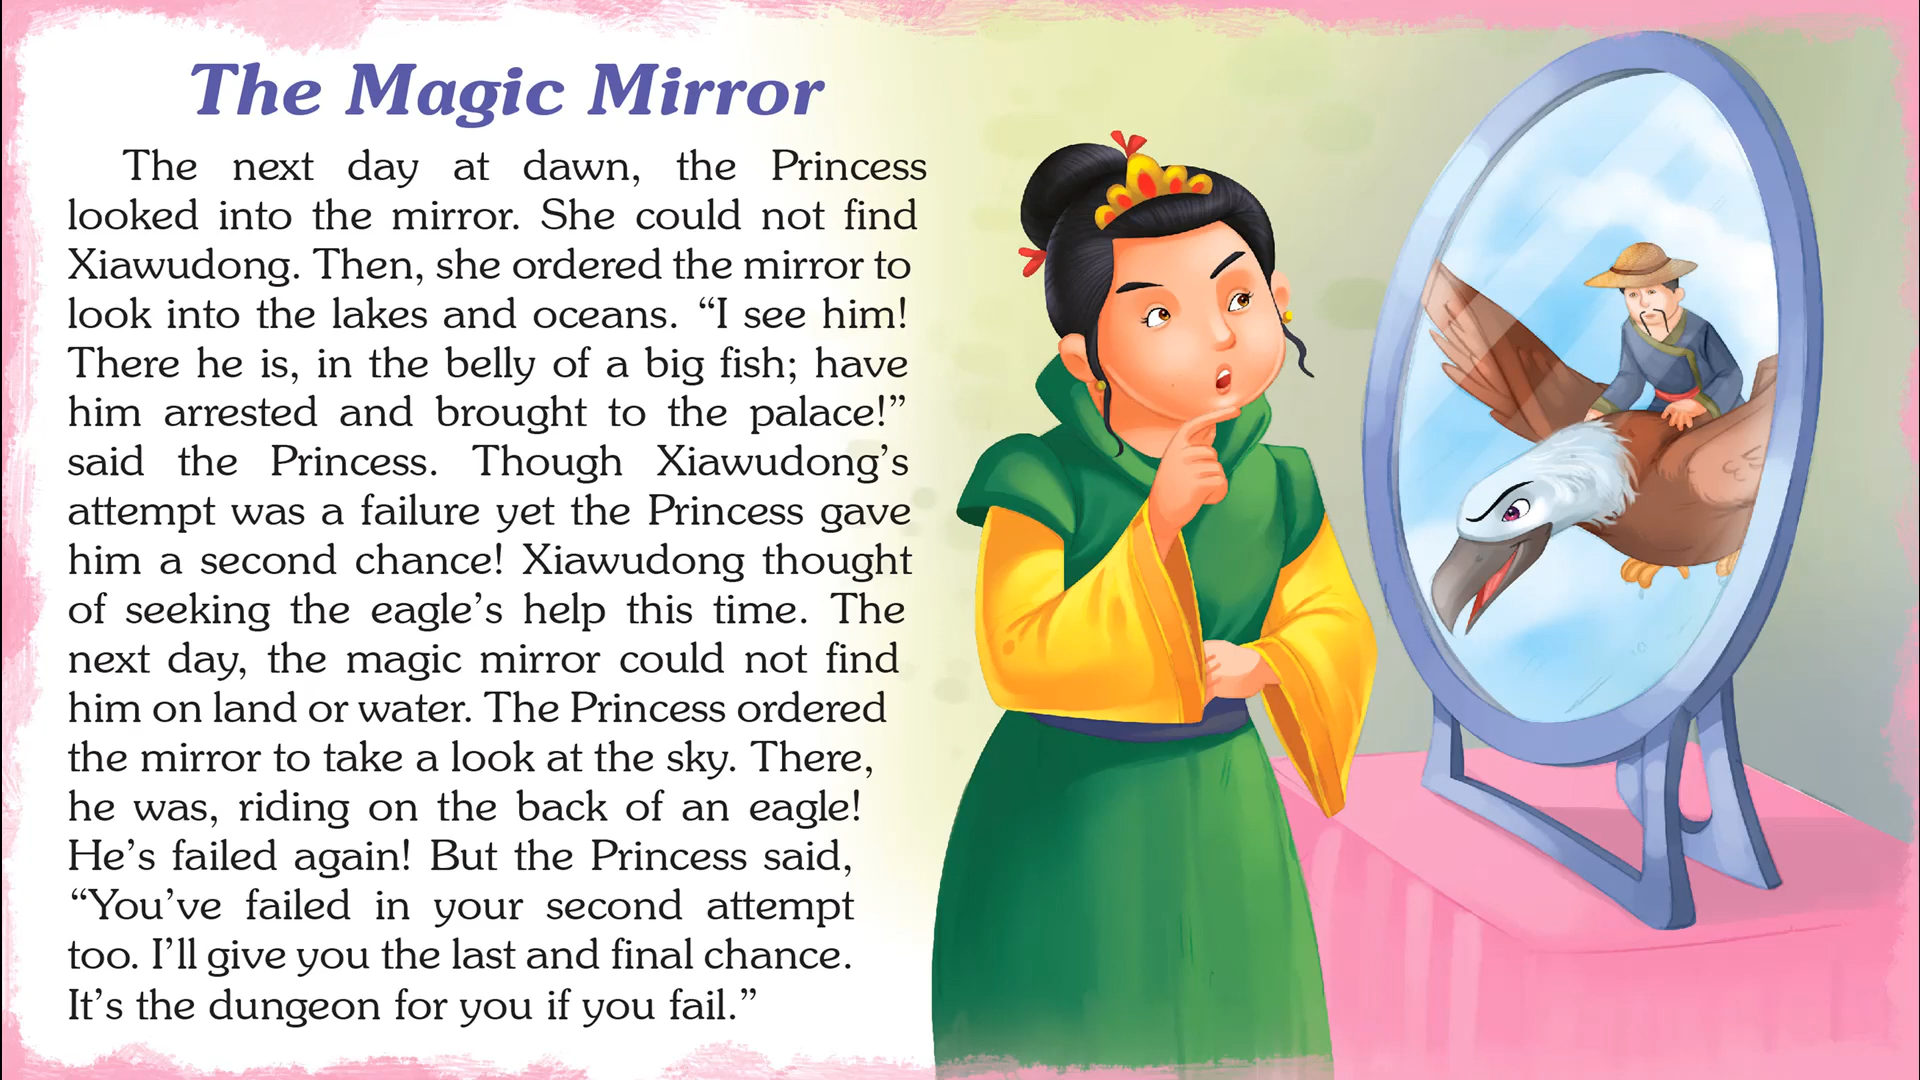 The Magic Mirror
The next day at dawn, the Princess
looked into the mirror. She could not find
Xiawudong. Then, she ordered the mirror to
look into the lakes and oceans. “I see him!
There he is, in the belly of a big fish; have
him arrested and brought to the palace!”
said the Princess. Though Xiawudong’s
attempt was a failure yet the Princess gave
him a second chance! Xiawudong thought
of seeking the eagle’s help this time. The
next day, the magic mirror could not find
him on land or water. The Princess ordered
the mirror to take a look at the sky. There,
he was, riding on the back of an eagle!
He’s failed again! But the Princess said,
“You’ve failed in your second attempt
too. I’ll give you the last and final chance.
It’s the dungeon for you if you fail.”